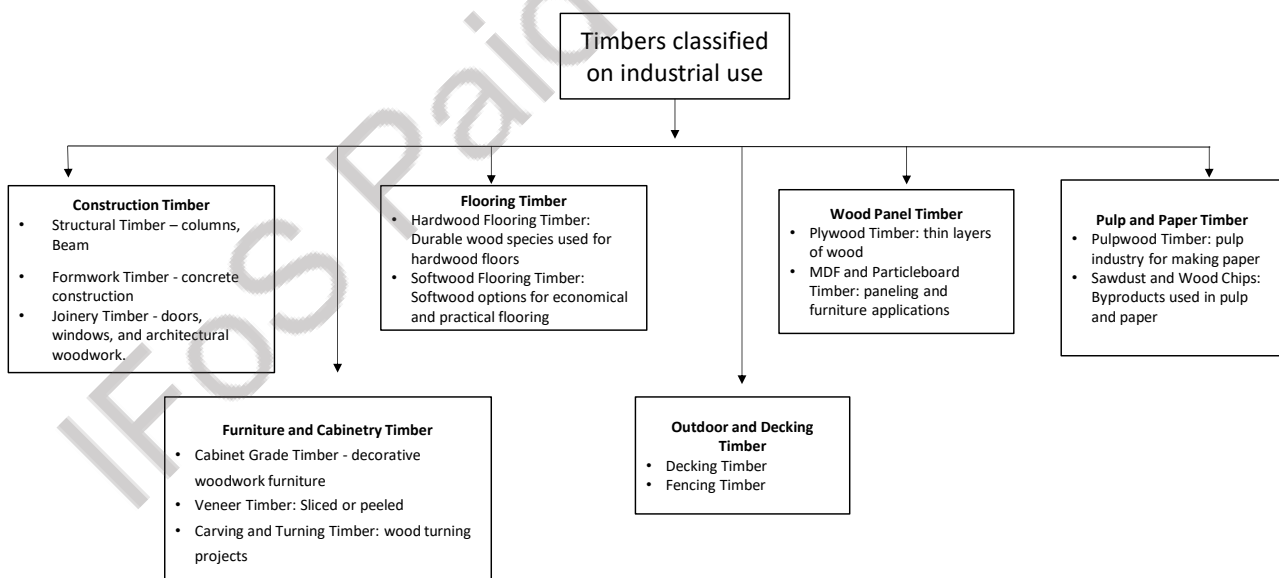 Timbers classified
on industrial use
Construction Timber
• Structural Timber – columns,
Beam
• Formwork Timber - concrete
construction
• Joinery Timber - doors,
windows, and architectural
woodwork.
Flooring Timber
• Hardwood Flooring Timber:
Durable wood species used for
hardwood floors
• Softwood Flooring Timber:
Softwood options for economical
and practical flooring
Wood Panel Timber
• Plywood Timber: thin layers
of wood
• MDF and Particleboard
Timber: paneling and
furniture applications
Pulp and Paper Timber
• Pulpwood Timber: pulp
industry for making paper
• Sawdust and Wood Chips:
Byproducts used in pulp
and paper
Furniture and Cabinetry Timber
• Cabinet Grade Timber - decorative
woodwork furniture
• Veneer Timber: Sliced or peeled
• Carving and Turning Timber: wood turning
projects
Outdoor and Decking
Timber
• Decking Timber
• Fencing Timber
IFoS Paid